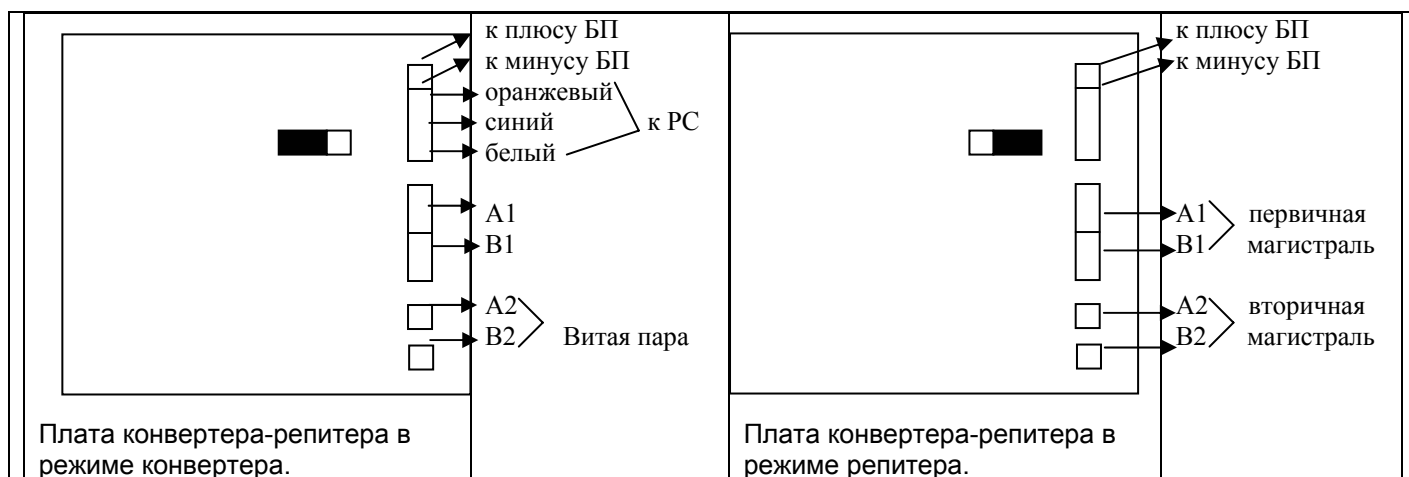 к плюсу БП
к минусу БП
оранжевый
синий
белый
к PC
A1
B1
A2
B2
Витая пара
Плата конвертера-репитера в
режиме конвертера.
к плюсу БП
к минусу БП
A1
B1
первичная
магистраль
A2
B2
вторичная
магистраль
Плата конвертера-репитера в
режиме репитера.